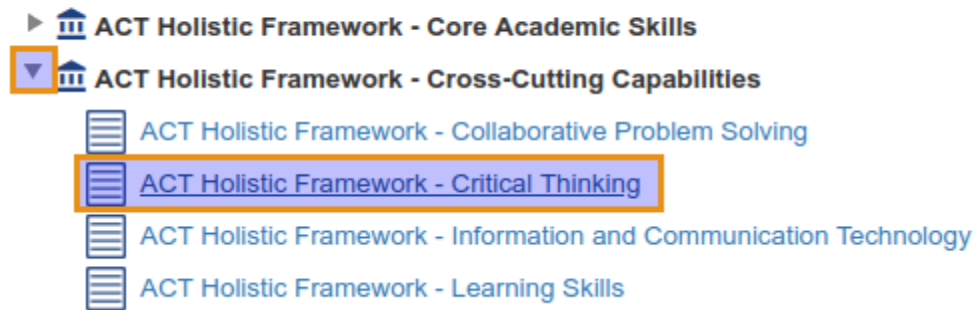 ACT Holistic Framework - Core Academic Skills
ACT Holistic Framework - Cross-Cutting Capabilities
ACT Holistic Framework - Collaborative Problem Solving
ACT Holistic Framework - Critical Thinking
ACT Holistic Framework - Information and Communication Technology
ACT Holistic Framework - Learning Skills